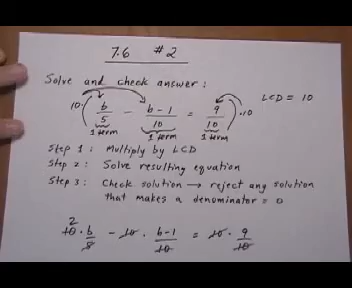 7.6 #2
Solve and check answer:
10· ( b/5 - b-1/10 = 9/10 ) ·10 LCD = 10
1 term 1 term 1 term
Step 1: Multiply by LCD
Step 2: Solve resulting equation
Step 3: Check solution → reject any solution
that makes a denominator = 0
2
10 · b/5 - 10 · b-1/10 = 10 · 9/10